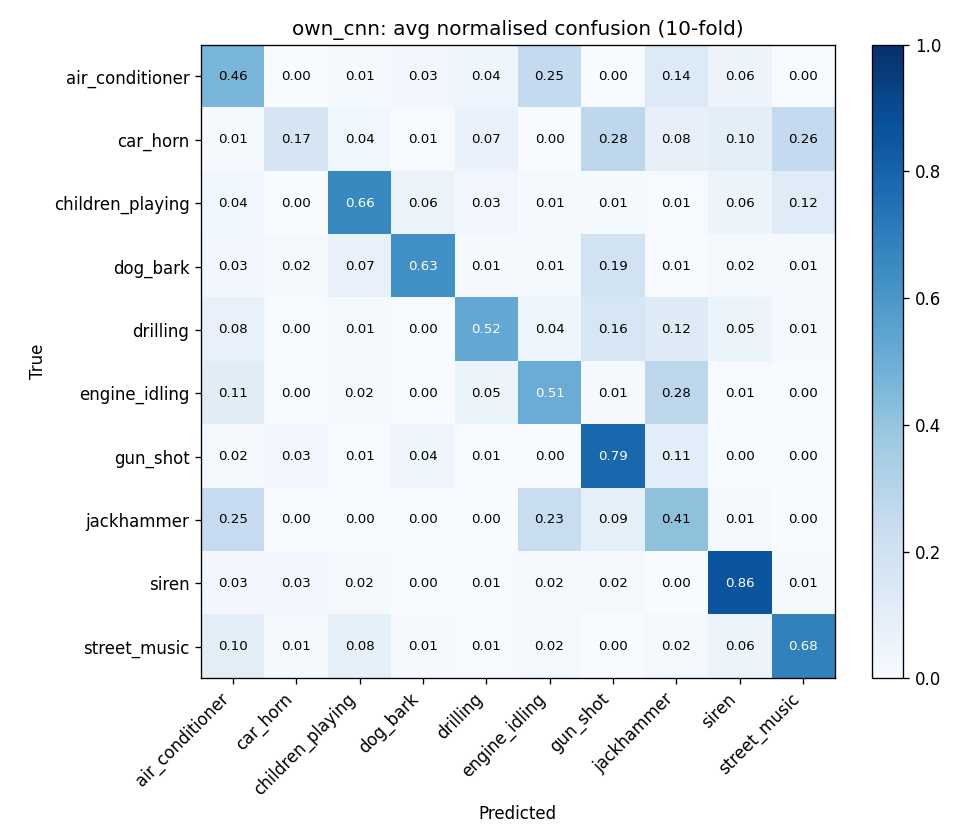 own_cnn: avg normalised confusion (10-fold)
True
air_conditioner 0.46 0.00 0.01 0.03 0.04 0.25 0.00 0.14 0.06 0.00
car_horn 0.01 0.17 0.04 0.01 0.07 0.00 0.28 0.08 0.10 0.26
children_playing 0.04 0.00 0.66 0.06 0.03 0.01 0.01 0.01 0.06 0.12
dog_bark 0.03 0.02 0.07 0.63 0.01 0.01 0.19 0.01 0.02 0.01
drilling 0.08 0.00 0.01 0.00 0.52 0.04 0.16 0.12 0.05 0.01
engine_idling 0.11 0.00 0.02 0.00 0.05 0.51 0.01 0.28 0.01 0.00
gun_shot 0.02 0.03 0.01 0.04 0.01 0.00 0.79 0.11 0.00 0.00
jackhammer 0.25 0.00 0.00 0.00 0.00 0.23 0.09 0.41 0.01 0.00
siren 0.03 0.03 0.02 0.00 0.01 0.02 0.02 0.00 0.86 0.01
street_music 0.10 0.01 0.08 0.01 0.01 0.02 0.00 0.02 0.06 0.68
air_conditioner car_horn children_playing dog_bark drilling engine_idling gun_shot jackhammer siren street_music
Predicted
1.0
0.8
0.6
0.4
0.2
0.0